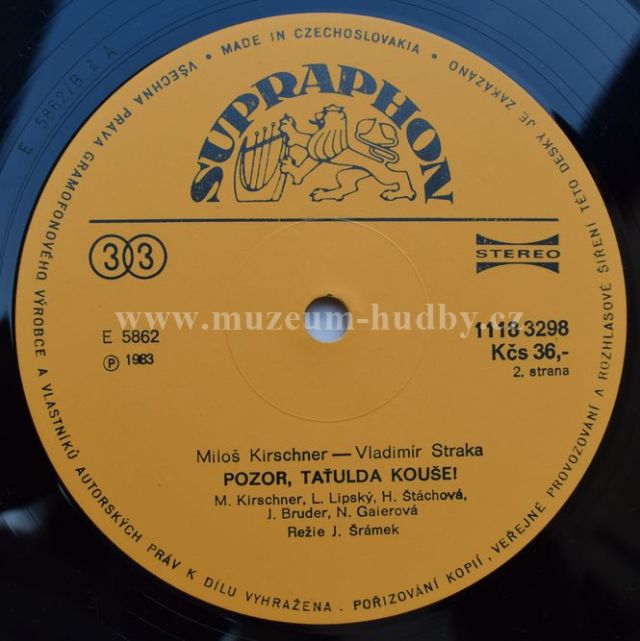 MADE IN CZECHOSLOVAKIA
VŠECHNA PRÁVA GRAMOFONOVÉHO VÝROBCE A VLASTNÍKŮ AUTORSKÝCH PRÁV K DÍLU VYHRAŽENA. POŘIZOVÁNÍ KOPIÍ, VEŘEJNÉ PROVOZOVÁNÍ A ROZHLASOVÉ ŠÍŘENÍ TÉTO DESKY JE ZAKÁZÁNO
E 5862/B
SUPRAPHON
33
STEREO
www.muzeum-hudby.cz
E 5862
1118 3298
Ⓟ 1983
Kčs 36,-
2. strana
Miloš Kirschner — Vladimír Straka
POZOR, TAŤULDA KOUŠE!
M. Kirschner, L. Lipský, H. Štáchová,
J. Bruder, N. Gaierová
Režie J. Šrámek